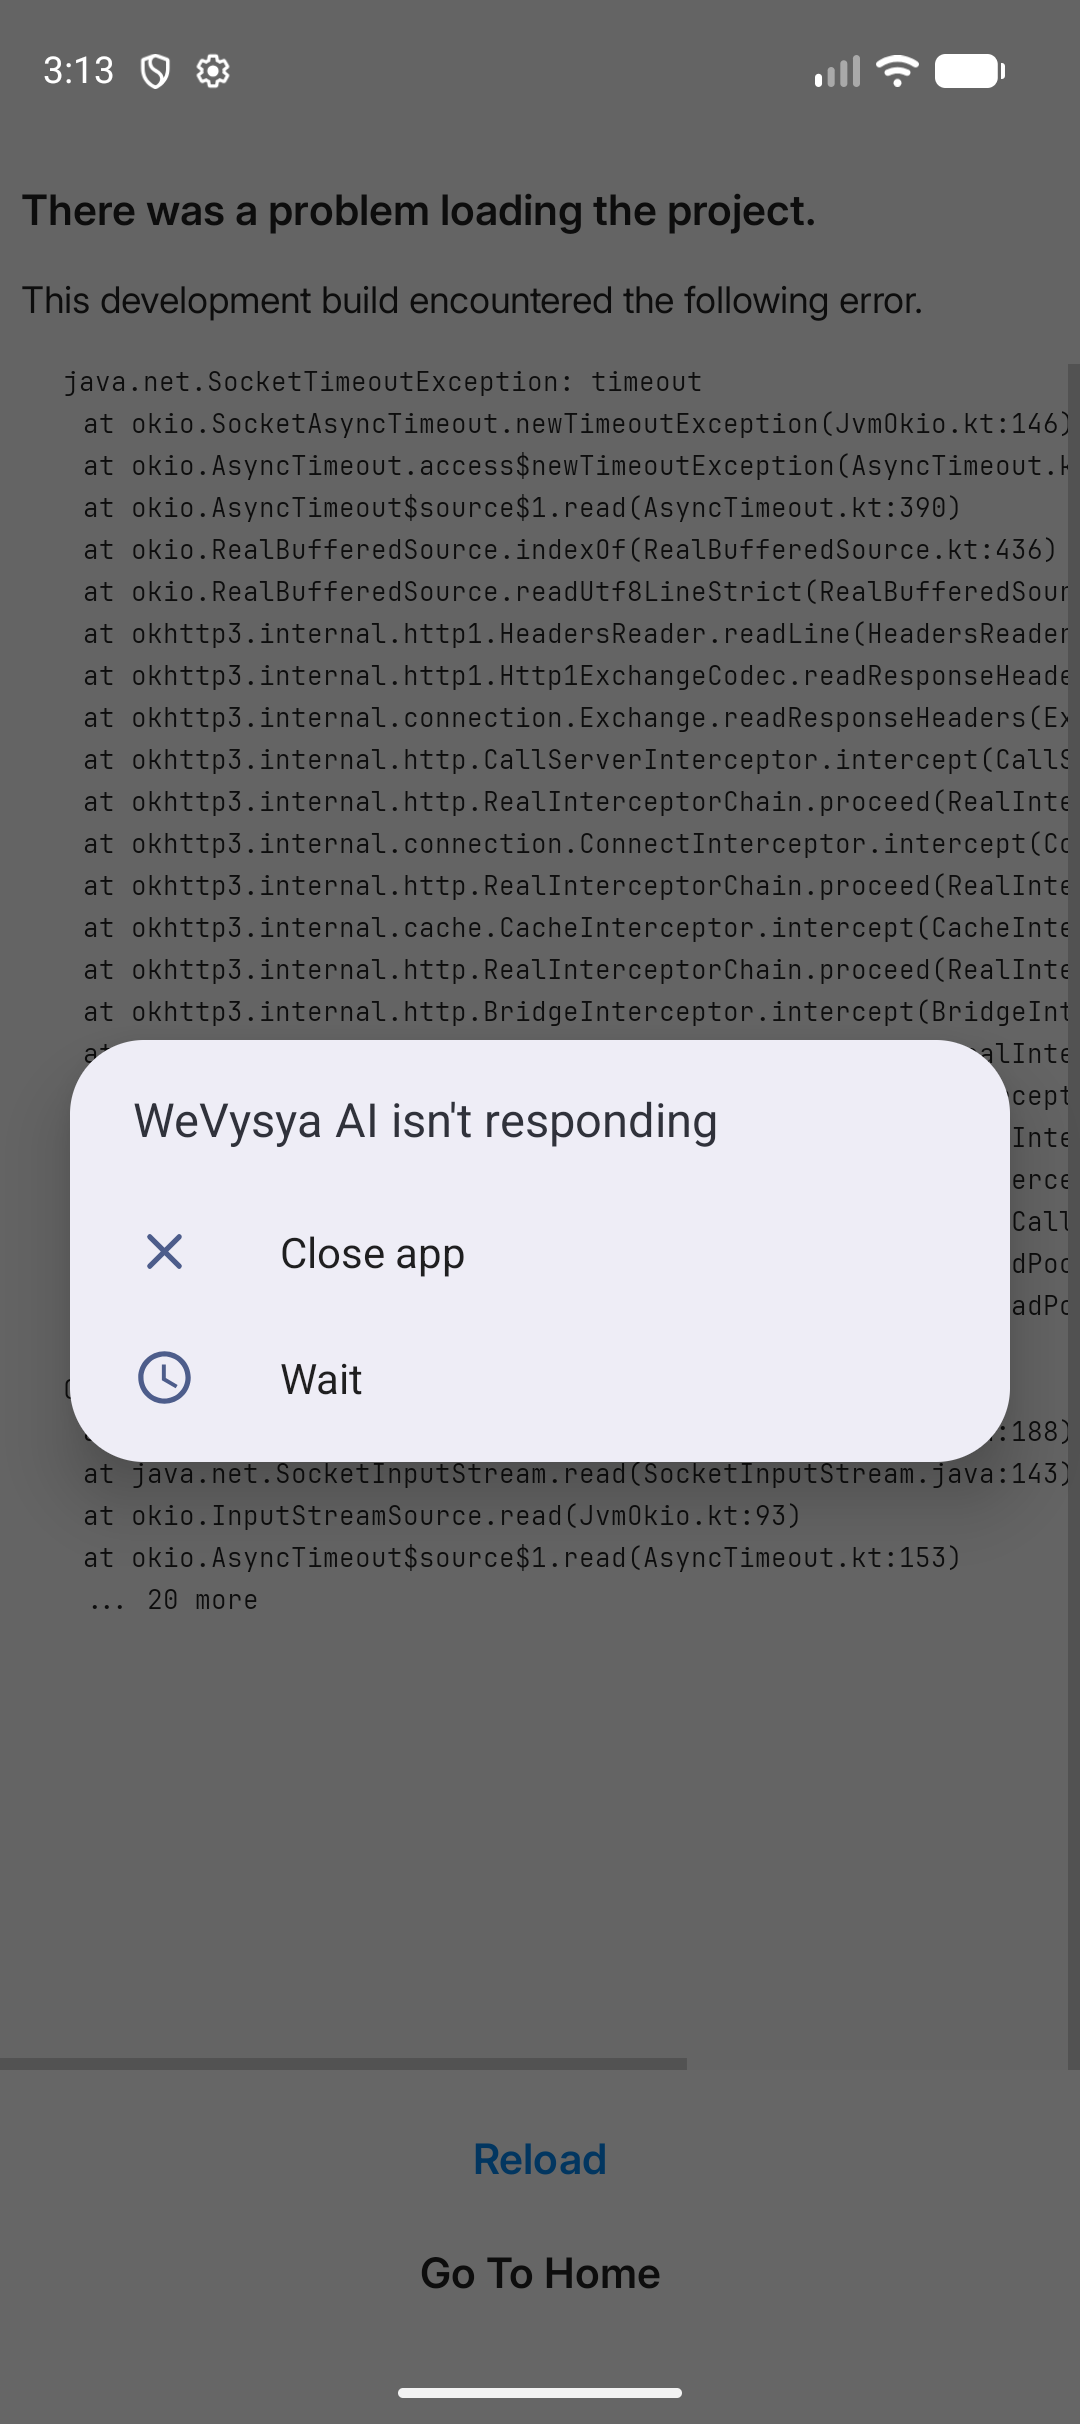 3:13
There was a problem loading the project.
This development build encountered the following error.
java.net.SocketTimeoutException: timeout
at okio.SocketAsyncTimeout.newTimeoutException(JvmOkio.kt:146)
at okio.AsyncTimeout.access$newTimeoutException(AsyncTimeout.k
at okio.AsyncTimeout$source$1.read(AsyncTimeout.kt:390)
at okio.RealBufferedSource.indexOf(RealBufferedSource.kt:436)
at okio.RealBufferedSource.readUtf8LineStrict(RealBufferedSour
at okhttp3.internal.http1.HeadersReader.readLine(HeadersReader
at okhttp3.internal.http1.Http1ExchangeCodec.readResponseHeade
at okhttp3.internal.connection.Exchange.readResponseHeaders(Ex
at okhttp3.internal.http.CallServerInterceptor.intercept(CallS
at okhttp3.internal.http.RealInterceptorChain.proceed(RealInte
at okhttp3.internal.connection.ConnectInterceptor.intercept(Co
at okhttp3.internal.http.RealInterceptorChain.proceed(RealInte
at okhttp3.internal.cache.CacheInterceptor.intercept(CacheInte
at okhttp3.internal.http.RealInterceptorChain.proceed(RealInte
at okhttp3.internal.http.BridgeInterceptor.intercept(BridgeInt
alInte
cept
Inte
erce
Call
dPoo
adPo
WeVysya AI isn't responding
Close app
Wait
:188)
at java.net.SocketInputStream.read(SocketInputStream.java:143)
at okio.InputStreamSource.read(JvmOkio.kt:93)
at okio.AsyncTimeout$source$1.read(AsyncTimeout.kt:153)
... 20 more
Reload
Go To Home